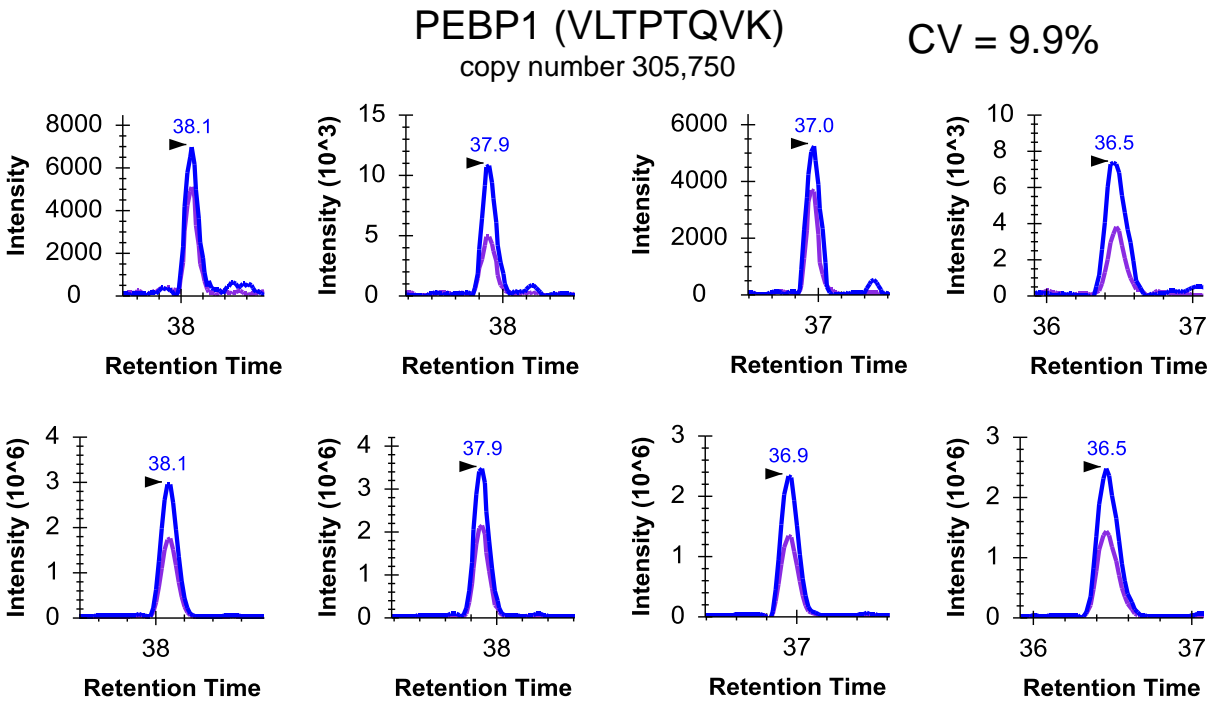 PEBP1 (VLTPTQVK)
CV = 9.9%
copy number 305,750
Intensity
8000
6000
4000
2000
0
38.1
38
Retention Time
Intensity (10^3)
15
10
5
0
37.9
38
Retention Time
Intensity
6000
4000
2000
0
37.0
37
Retention Time
Intensity (10^3)
10
8
6
4
2
0
36.5
36 37
Retention Time
Intensity (10^6)
4
3
2
1
0
38.1
38
Retention Time
Intensity (10^6)
4
3
2
1
0
37.9
38
Retention Time
Intensity (10^6)
3
2
1
0
36.9
37
Retention Time
Intensity (10^6)
3
2
1
0
36.5
36 37
Retention Time